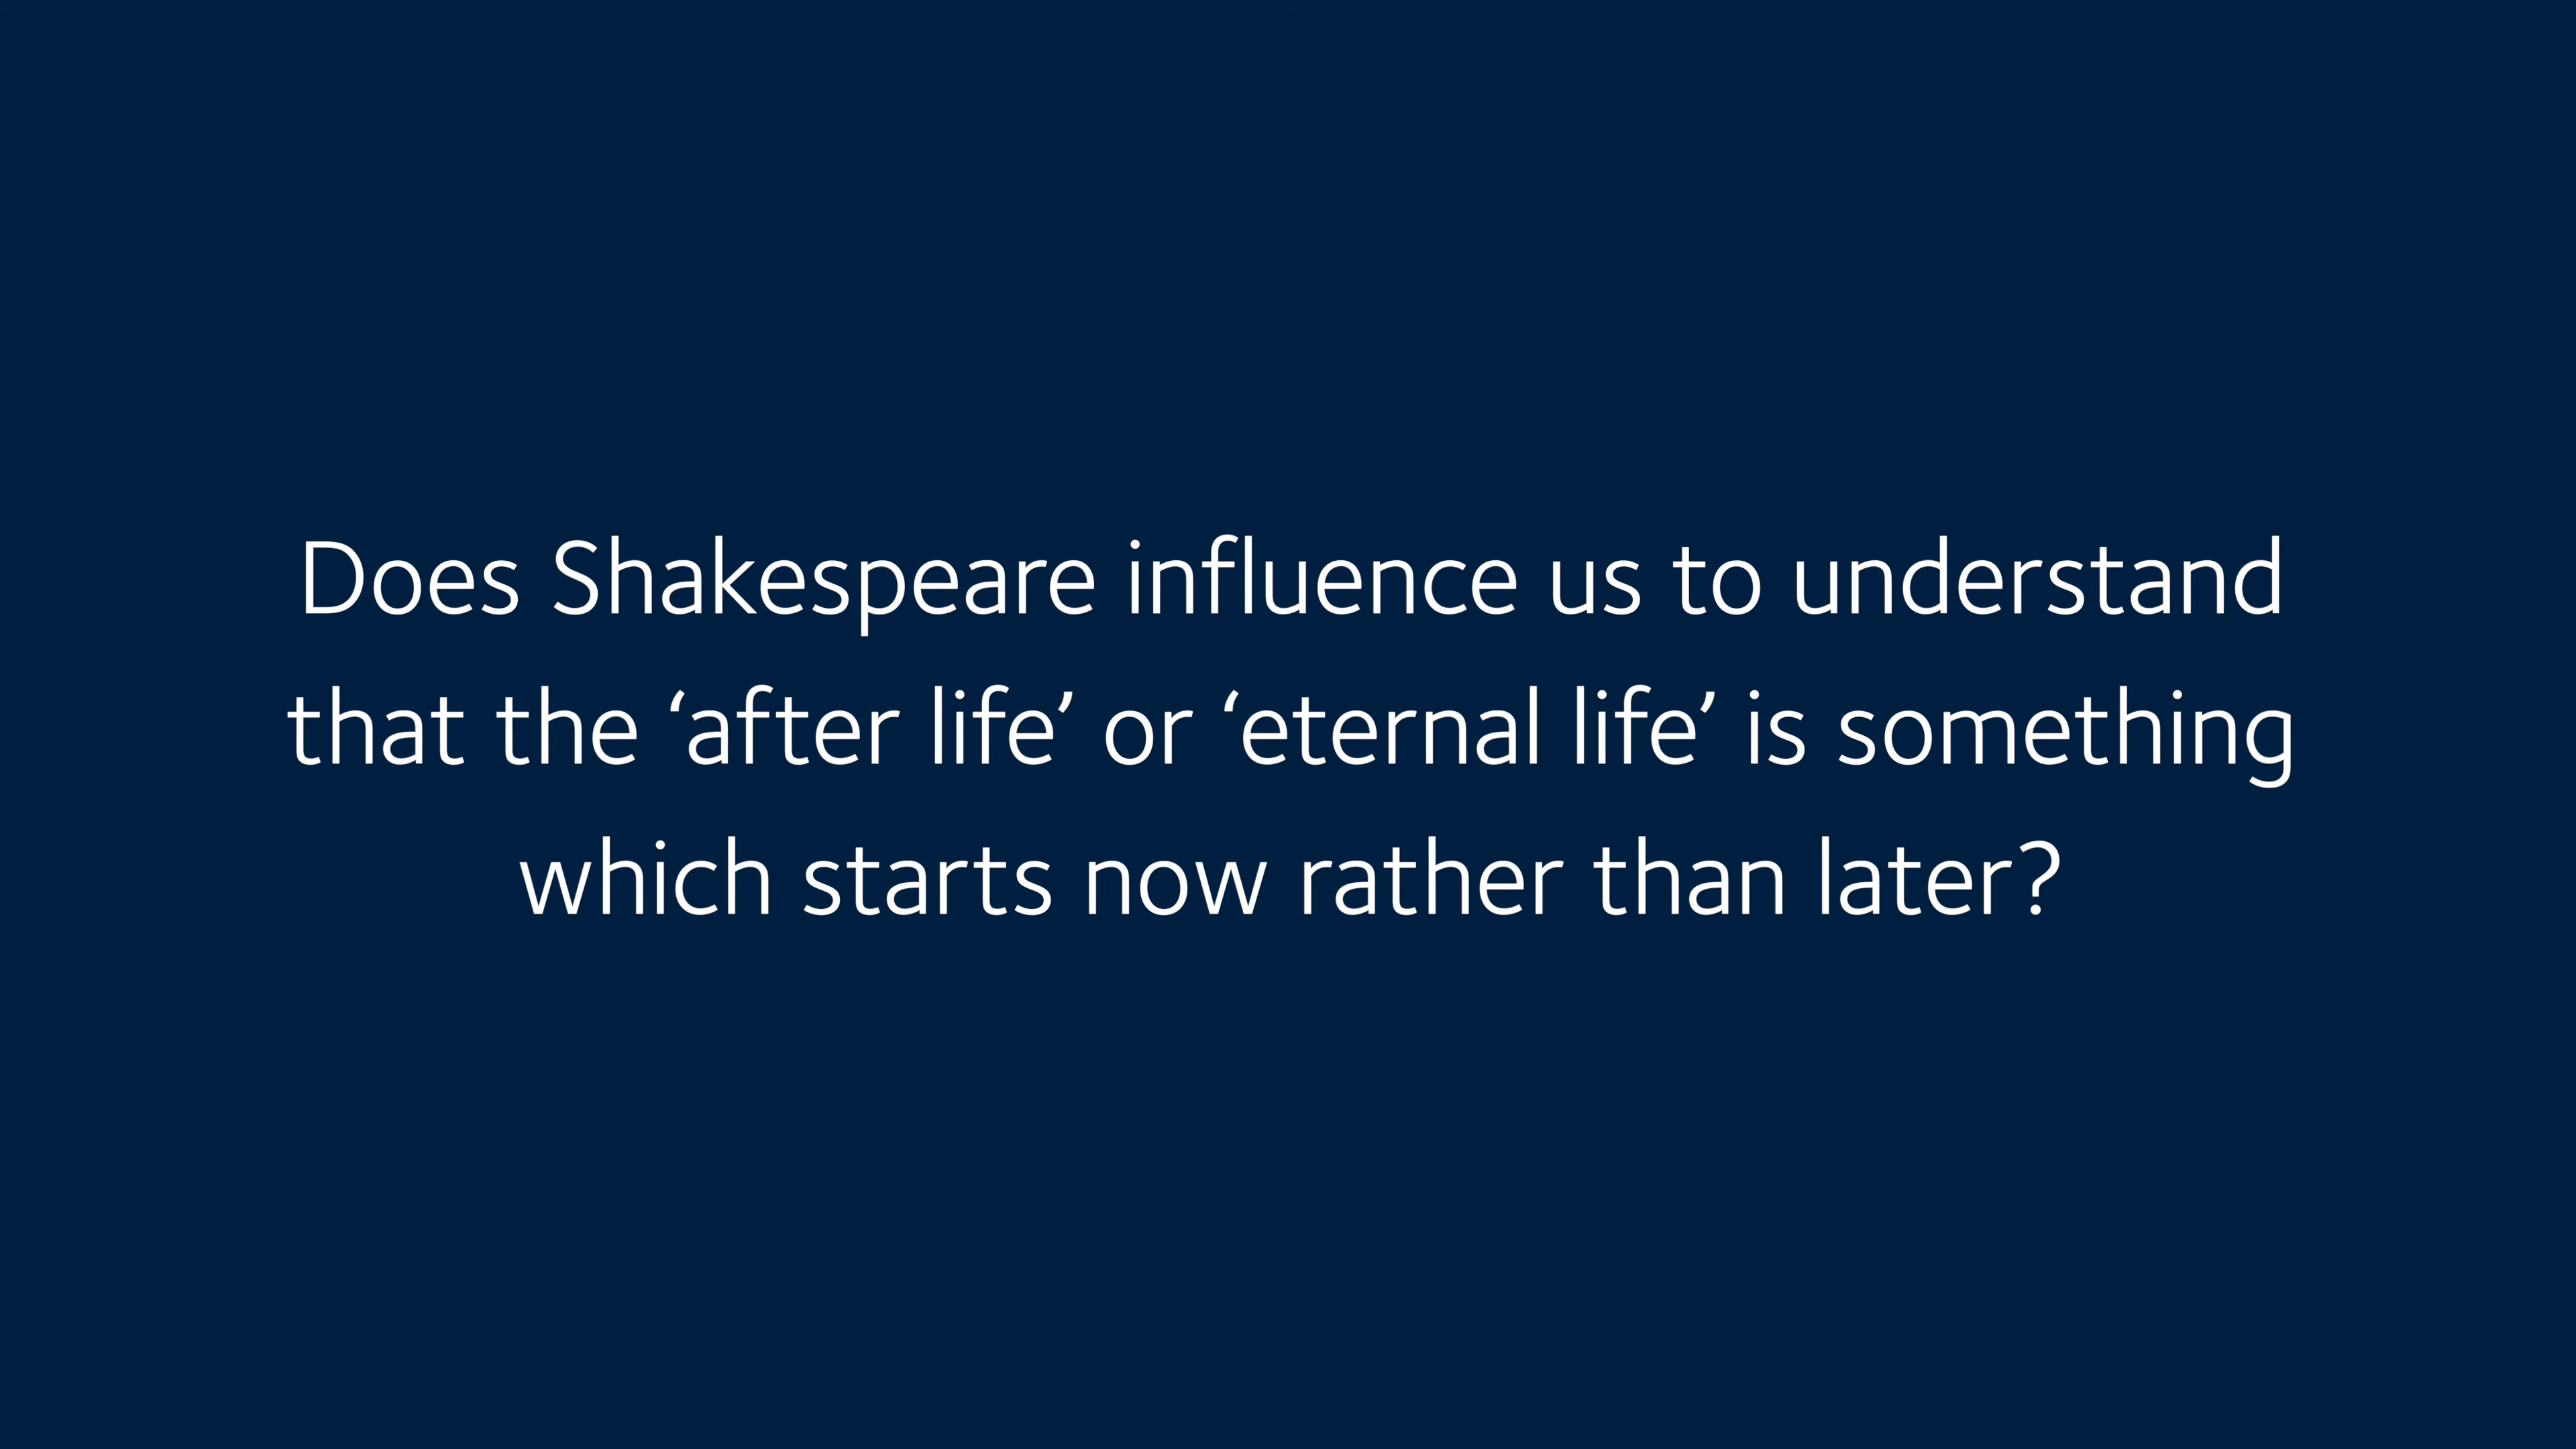 Does Shakespeare influence us to understand
that the ‘after life’ or ‘eternal life’ is something
which starts now rather than later?